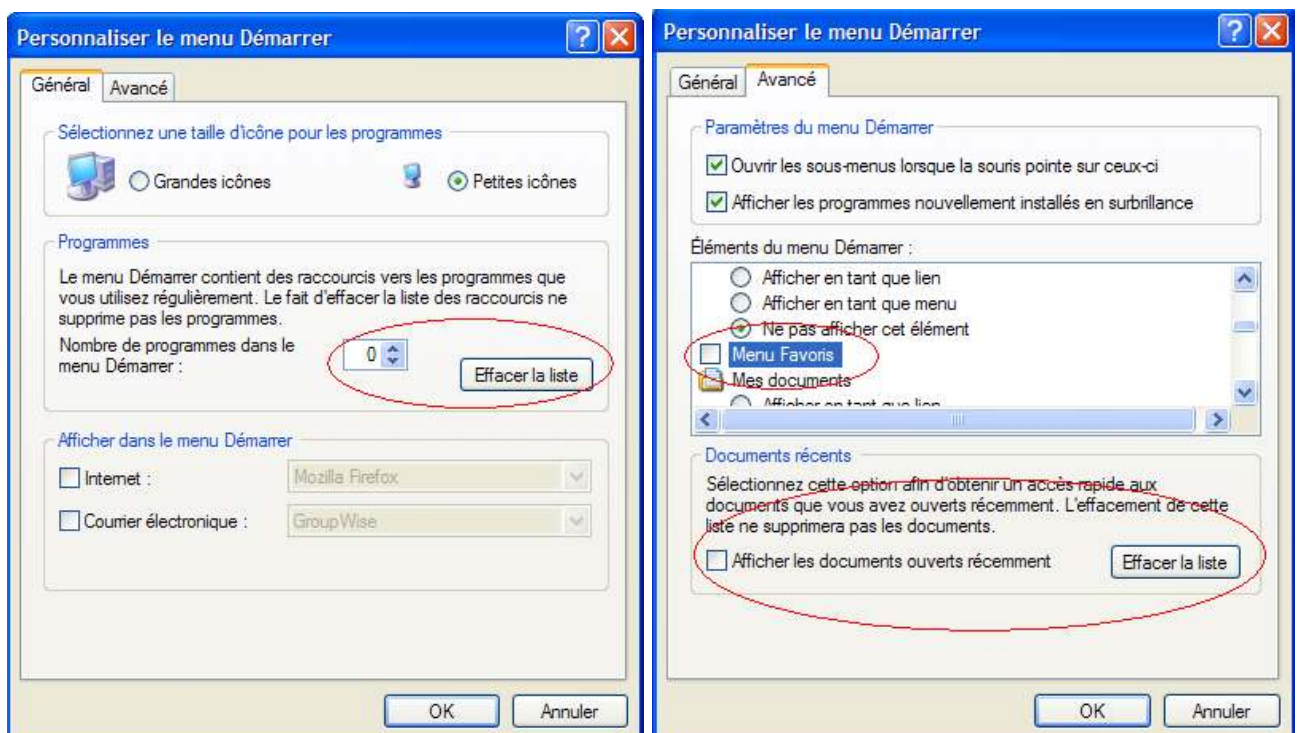 Personnaliser le menu Démarrer
Général
Avancé
Sélectionnez une taille d'icône pour les programmes
Grandes icônes
Petites icônes
Programmes
Le menu Démarrer contient des raccourcis vers les programmes que
vous utilisez régulièrement. Le fait d'effacer la liste des raccourcis ne
supprime pas les programmes.
Nombre de programmes dans le
menu Démarrer :
0
Effacer la liste
Afficher dans le menu Démarrer
Internet :
Mozilla Firefox
Courrier électronique :
GroupWise
OK
Annuler
Personnaliser le menu Démarrer
Général
Avancé
Paramètres du menu Démarrer
Ouvrir les sous-menus lorsque la souris pointe sur ceux-ci
Afficher les programmes nouvellement installés en surbrillance
Éléments du menu Démarrer :
Afficher en tant que lien
Afficher en tant que menu
Ne pas afficher cet élément
Menu Favoris
Mes documents
Afficher en tant que lien
Documents récents
Sélectionnez cette option afin d'obtenir un accès rapide aux
documents que vous avez ouverts récemment. L'effacement de cette
liste ne supprimera pas les documents.
Afficher les documents ouverts récemment
Effacer la liste
OK
Annuler